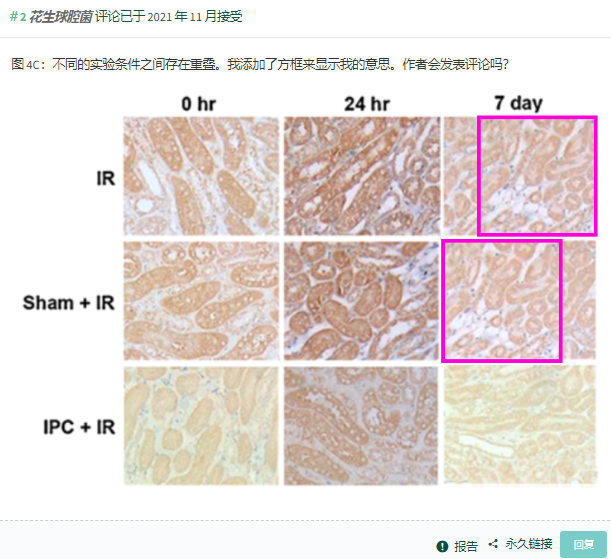 #2 花生球腔菌 评论已于 2021 年 11 月接受
图 4C：不同的实验条件之间存在重叠。我添加了方框来显示我的意思。作者会发表评论吗？
0 hr 24 hr 7 day
IR
Sham + IR
IPC + IR
报告 永久链接 回复